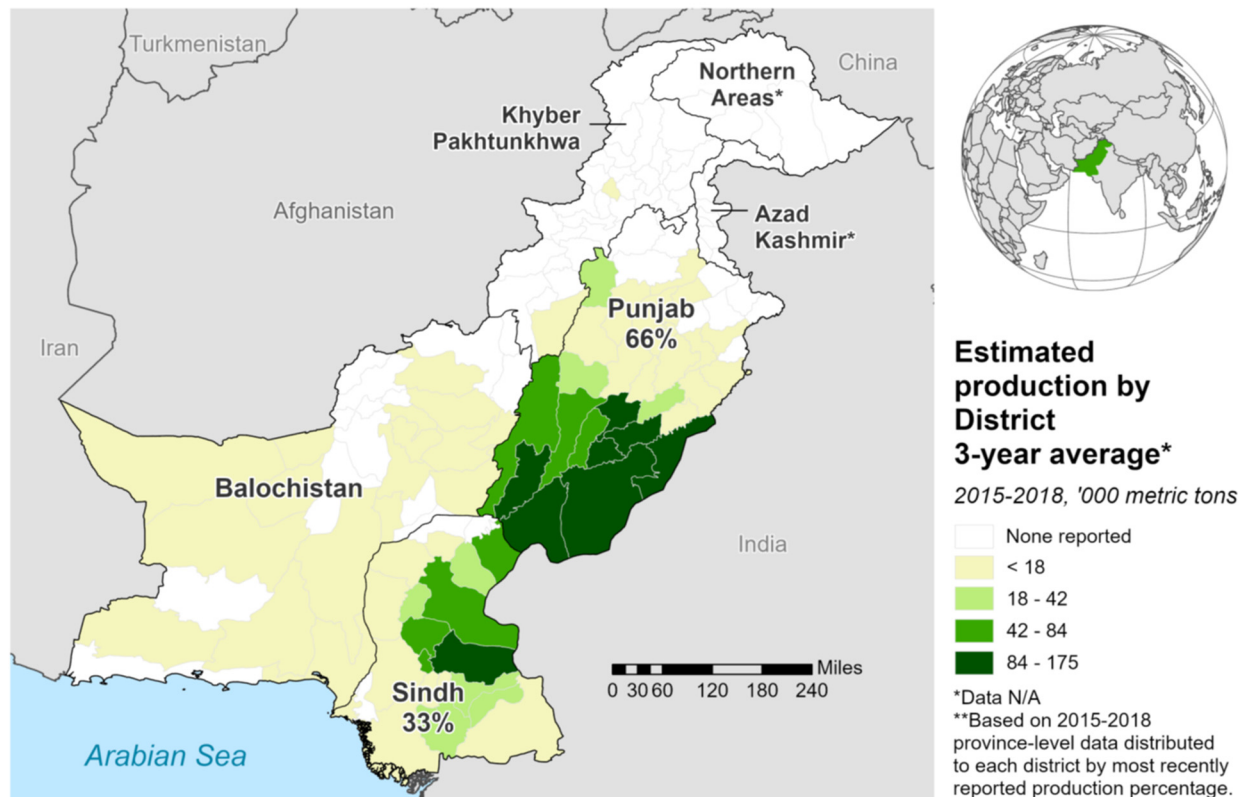 Turkmenistan
China
Northern
Areas*
Khyber
Pakhtunkhwa
Afghanistan
Azad
Kashmir*
Punjab
66%
Iran
Balochistan
India
Sindh
33%
Arabian Sea
Miles
0 30 60 120 180 240
Estimated
production by
District
3-year average*
2015-2018, '000 metric tons
None reported
< 18
18 - 42
42 - 84
84 - 175
*Data N/A
**Based on 2015-2018
province-level data distributed
to each district by most recently
reported production percentage.